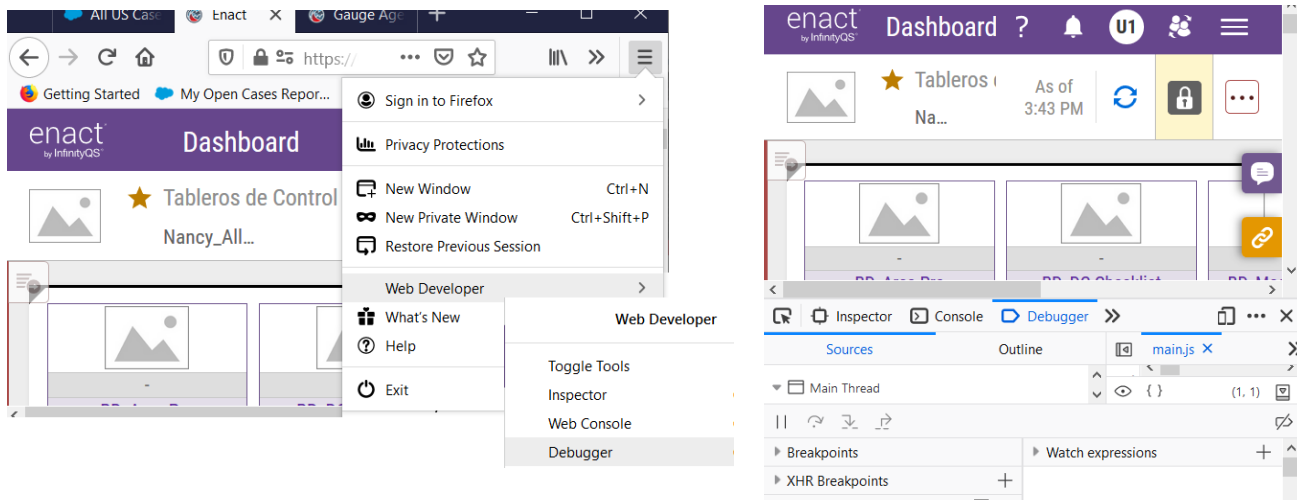 All US Case
Enact
Gauge Age
https://
Getting Started
My Open Cases Repor...
enact
by InfinityQS
Dashboard
Tableros de Control
Nancy_All...
-
Sign in to Firefox
Privacy Protections
New Window Ctrl+N
New Private Window Ctrl+Shift+P
Restore Previous Session
Web Developer
What's New
Help
Exit
Web Developer
Toggle Tools
Inspector
Web Console
Debugger
enact
by InfinityQS
Dashboard ? U1
Tableros
Na...
As of
3:43 PM
-
-
Inspector Console Debugger
Sources Outline main.js
Main Thread
{ } (1, 1)
Breakpoints
Watch expressions
XHR Breakpoints